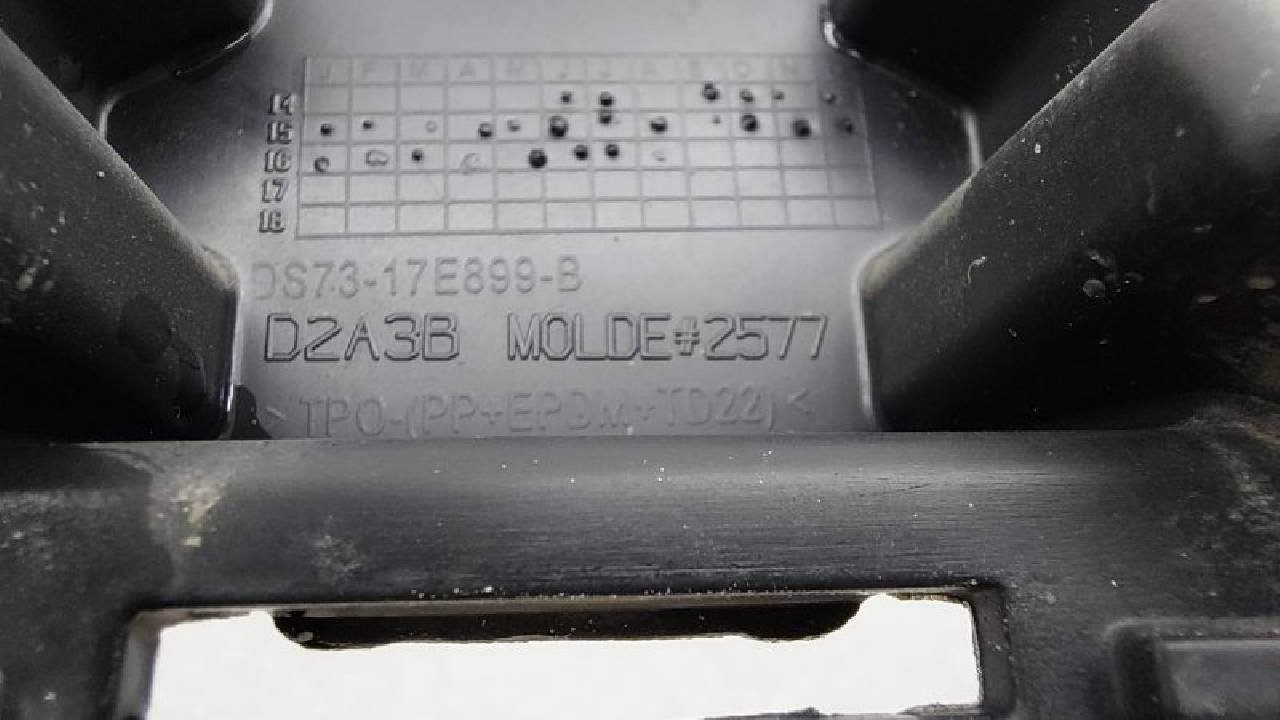 J F M A M J J A S O N
14
15
16
17
18
DS73-17E899-B
D2A3B MOLDE#2577
> TPO-(PP+EPDM+TD22) <